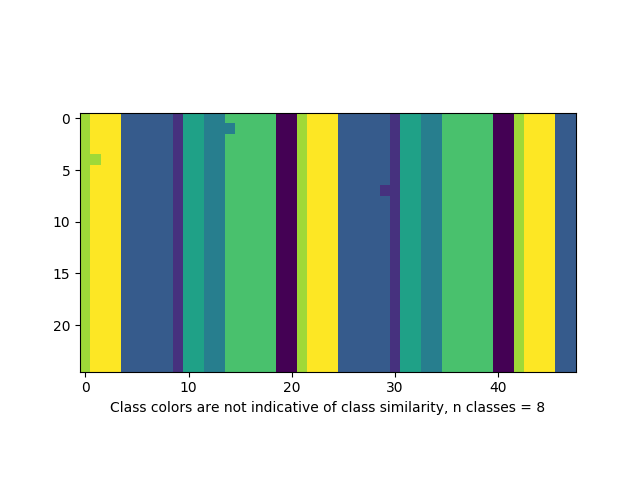 0
5
10
15
20
0 10 20 30 40
Class colors are not indicative of class similarity, n classes = 8